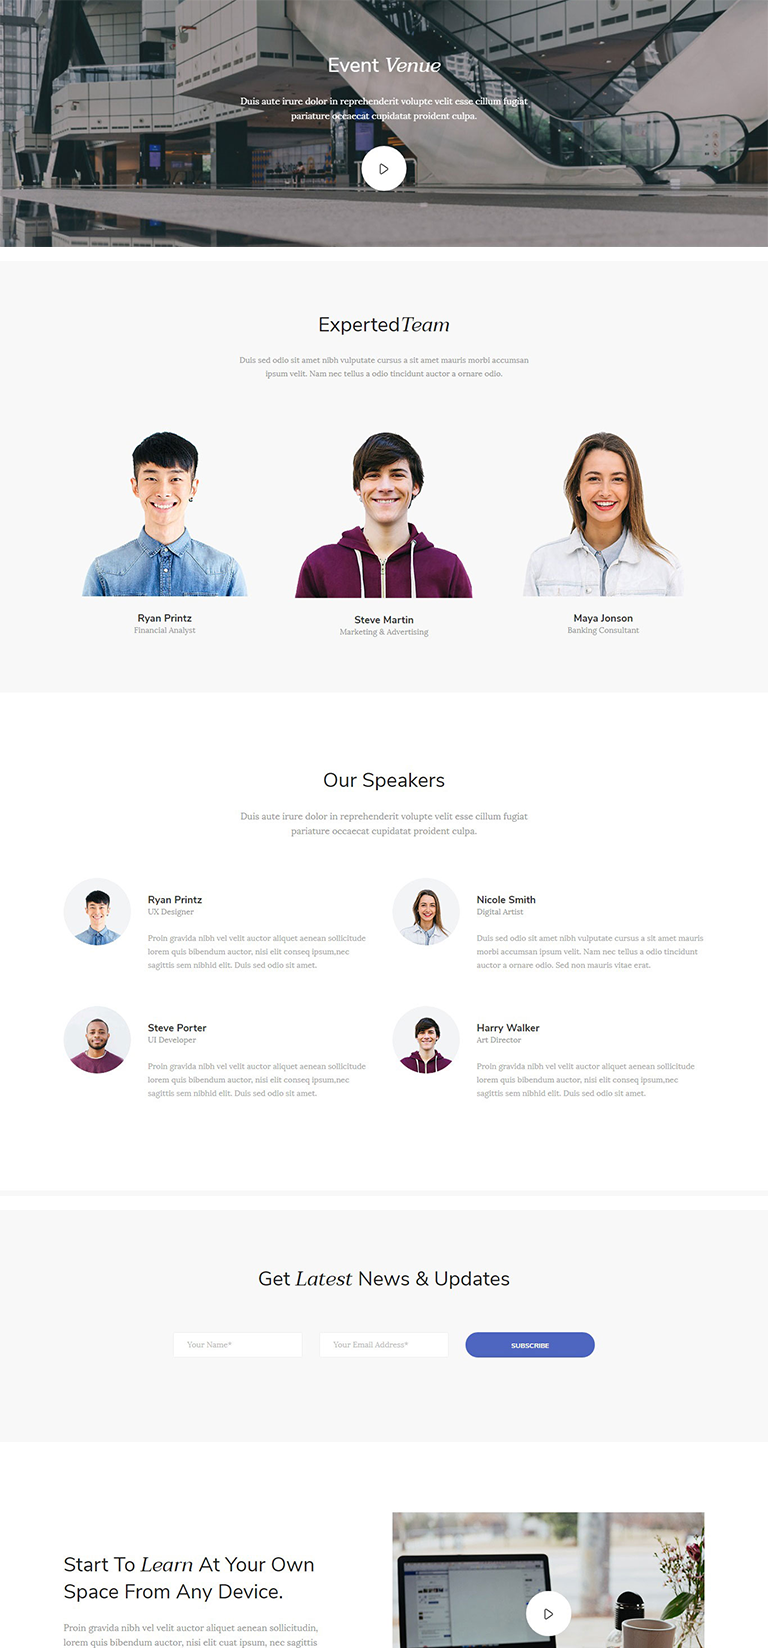 Event Venue
Duis aute irure dolor in reprehenderit volupte velit esse cillum fugiat
pariature occaecat cupidatat proident culpa.
ExpertedTeam
Duis sed odio sit amet nibh vulputate cursus a sit amet mauris morbi accumsan
ipsum velit. Nam nec tellus a odio tincidunt auctor a ornare odio.
Ryan Printz
Financial Analyst
Steve Martin
Marketing & Advertising
Maya Jonson
Banking Consultant
Our Speakers
Duis aute irure dolor in reprehenderit volupte velit esse cillum fugiat
pariature occaecat cupidatat proident culpa.
Ryan Printz
UX Designer
Proin gravida nibh vel velit auctor aliquet aenean sollicitude
lorem quis bibendum auctor, nisi elit conseq ipsum,nec
sagittis sem nibhid elit. Duis sed odio sit amet.
Nicole Smith
Digital Artist
Duis sed odio sit amet nibh vulputate cursus a sit amet mauris
morbi accumsan ipsum velit. Nam nec tellus a odio tincidunt
auctor a ornare odio. Sed non mauris vitae erat.
Steve Porter
UI Developer
Proin gravida nibh vel velit auctor aliquet aenean sollicitude
lorem quis bibendum auctor, nisi elit conseq ipsum,nec
sagittis sem nibhid elit. Duis sed odio sit amet.
Harry Walker
Art Director
Proin gravida nibh vel velit auctor aliquet aenean sollicitude
lorem quis bibendum auctor, nisi elit conseq ipsum,nec
sagittis sem nibhid elit. Duis sed odio sit amet.
Get Latest News & Updates
Your Name*
Your Email Address*
SUBSCRIBE
Start To Learn At Your Own
Space From Any Device.
Proin gravida nibh vel velit auctor aliquet aenean sollicitudin,
lorem quis bibendum auctor, nisi elit cuat ipsum, nec sagittis